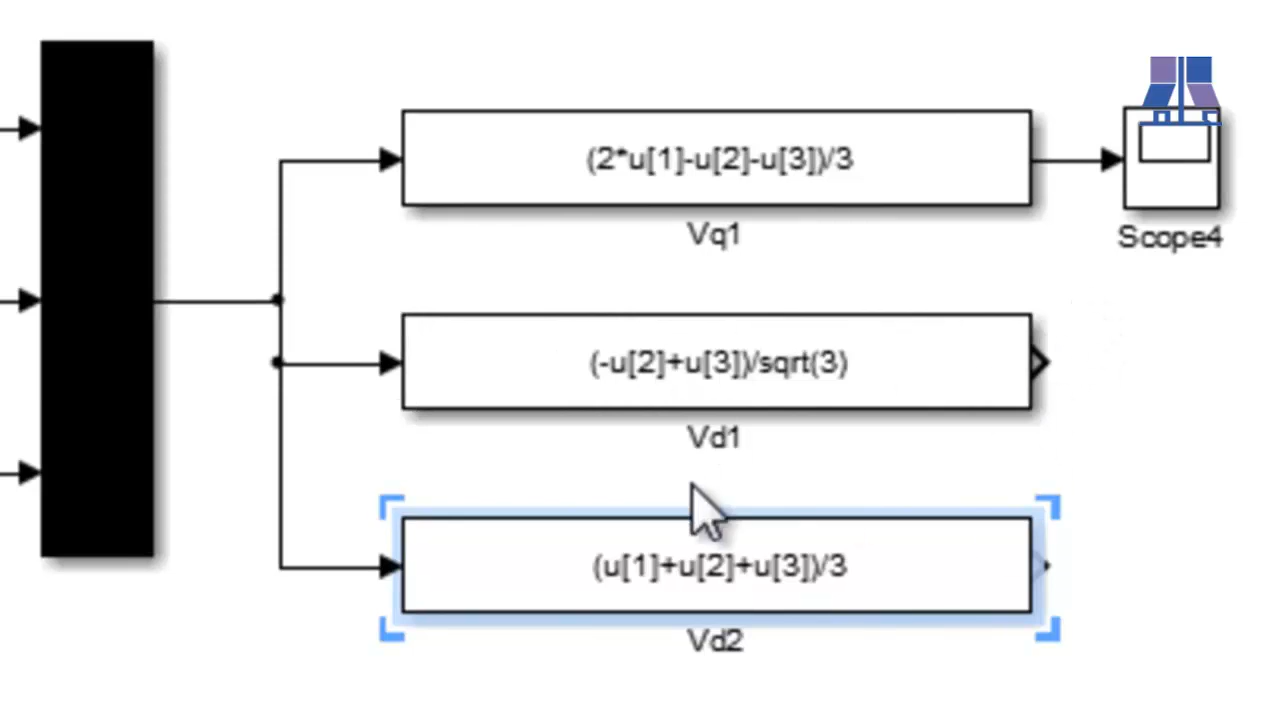 (2*u[1]-u[2]-u[3])/3
Vq1
Scope4
(-u[2]+u[3])/sqrt(3)
Vd1
(u[1]+u[2]+u[3])/3
Vd2